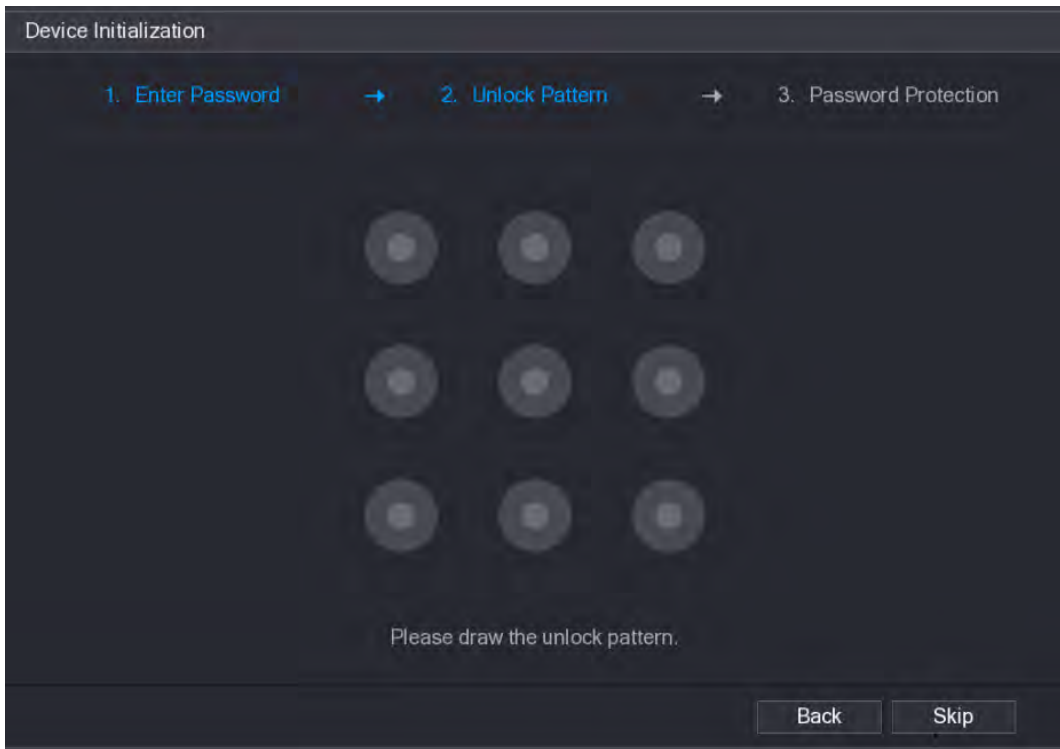 Device Initialization
1. Enter Password → 2. Unlock Pattern → 3. Password Protection
Please draw the unlock pattern.
Back Skip